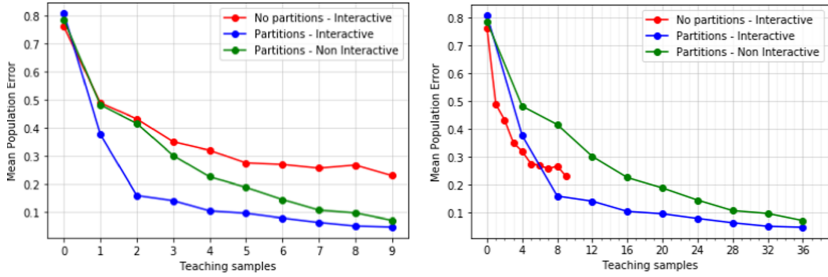 No partitions - Interactive
Partitions - Interactive
Partitions - Non Interactive
Mean Population Error
0.8
0.7
0.6
0.5
0.4
0.3
0.2
0.1
0 1 2 3 4 5 6 7 8 9
Teaching samples
No partitions - Interactive
Partitions - Interactive
Partitions - Non Interactive
Mean Population Error
0.8
0.7
0.6
0.5
0.4
0.3
0.2
0.1
0 4 8 12 16 20 24 28 32 36
Teaching samples